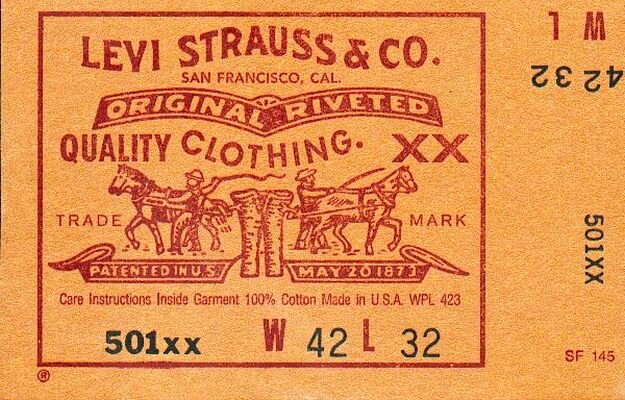 LEVI STRAUSS & CO.
SAN FRANCISCO, CAL.
ORIGINAL RIVETED
QUALITY CLOTHING. XX
TRADE MARK
PATENTED IN U.S. MAY 20 1873
Care Instructions Inside Garment 100% Cotton Made in U.S.A. WPL 423
501xx W 42 L 32
®
W L
42 32
501XX
SF 145